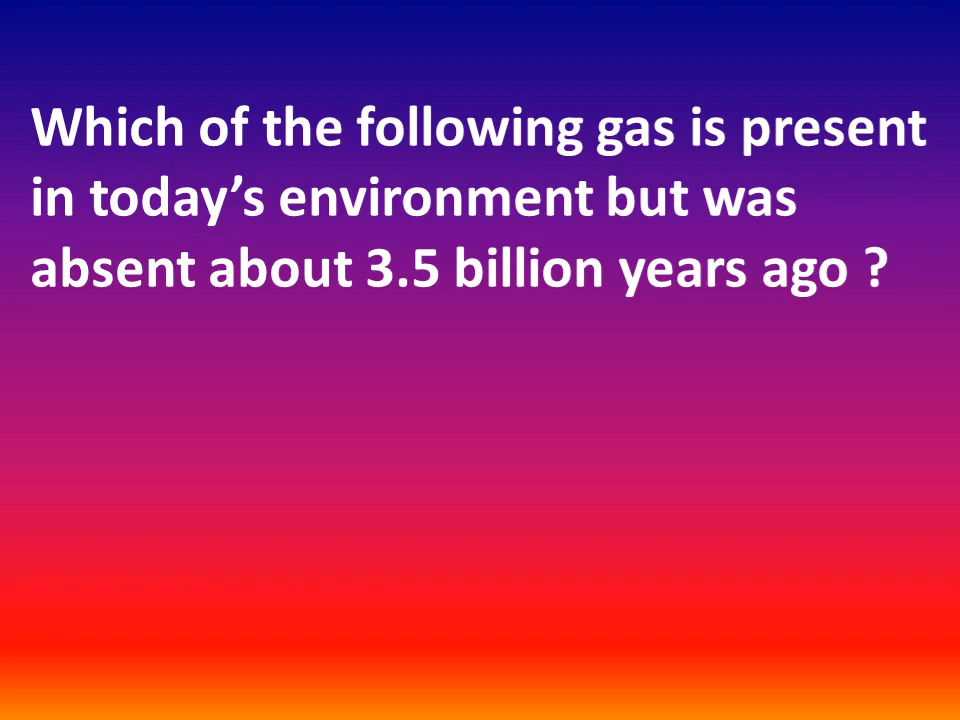 Which of the following gas is present
in today’s environment but was
absent about 3.5 billion years ago ?